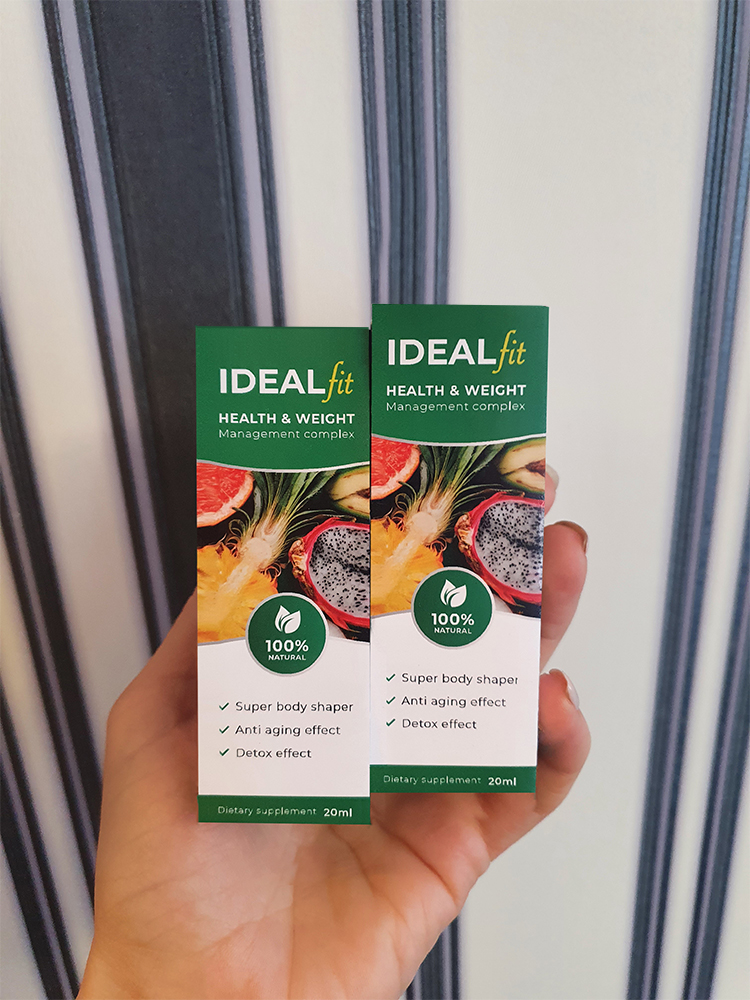 IDEALfit
HEALTH & WEIGHT
Management complex
100%
NATURAL
Super body shaper
Anti aging effect
Detox effect
Dietary supplement 20ml
IDEALfit
HEALTH & WEIGHT
Management complex
100%
NATURAL
Super body shaper
Anti aging effect
Detox effect
Dietary supplement 20ml